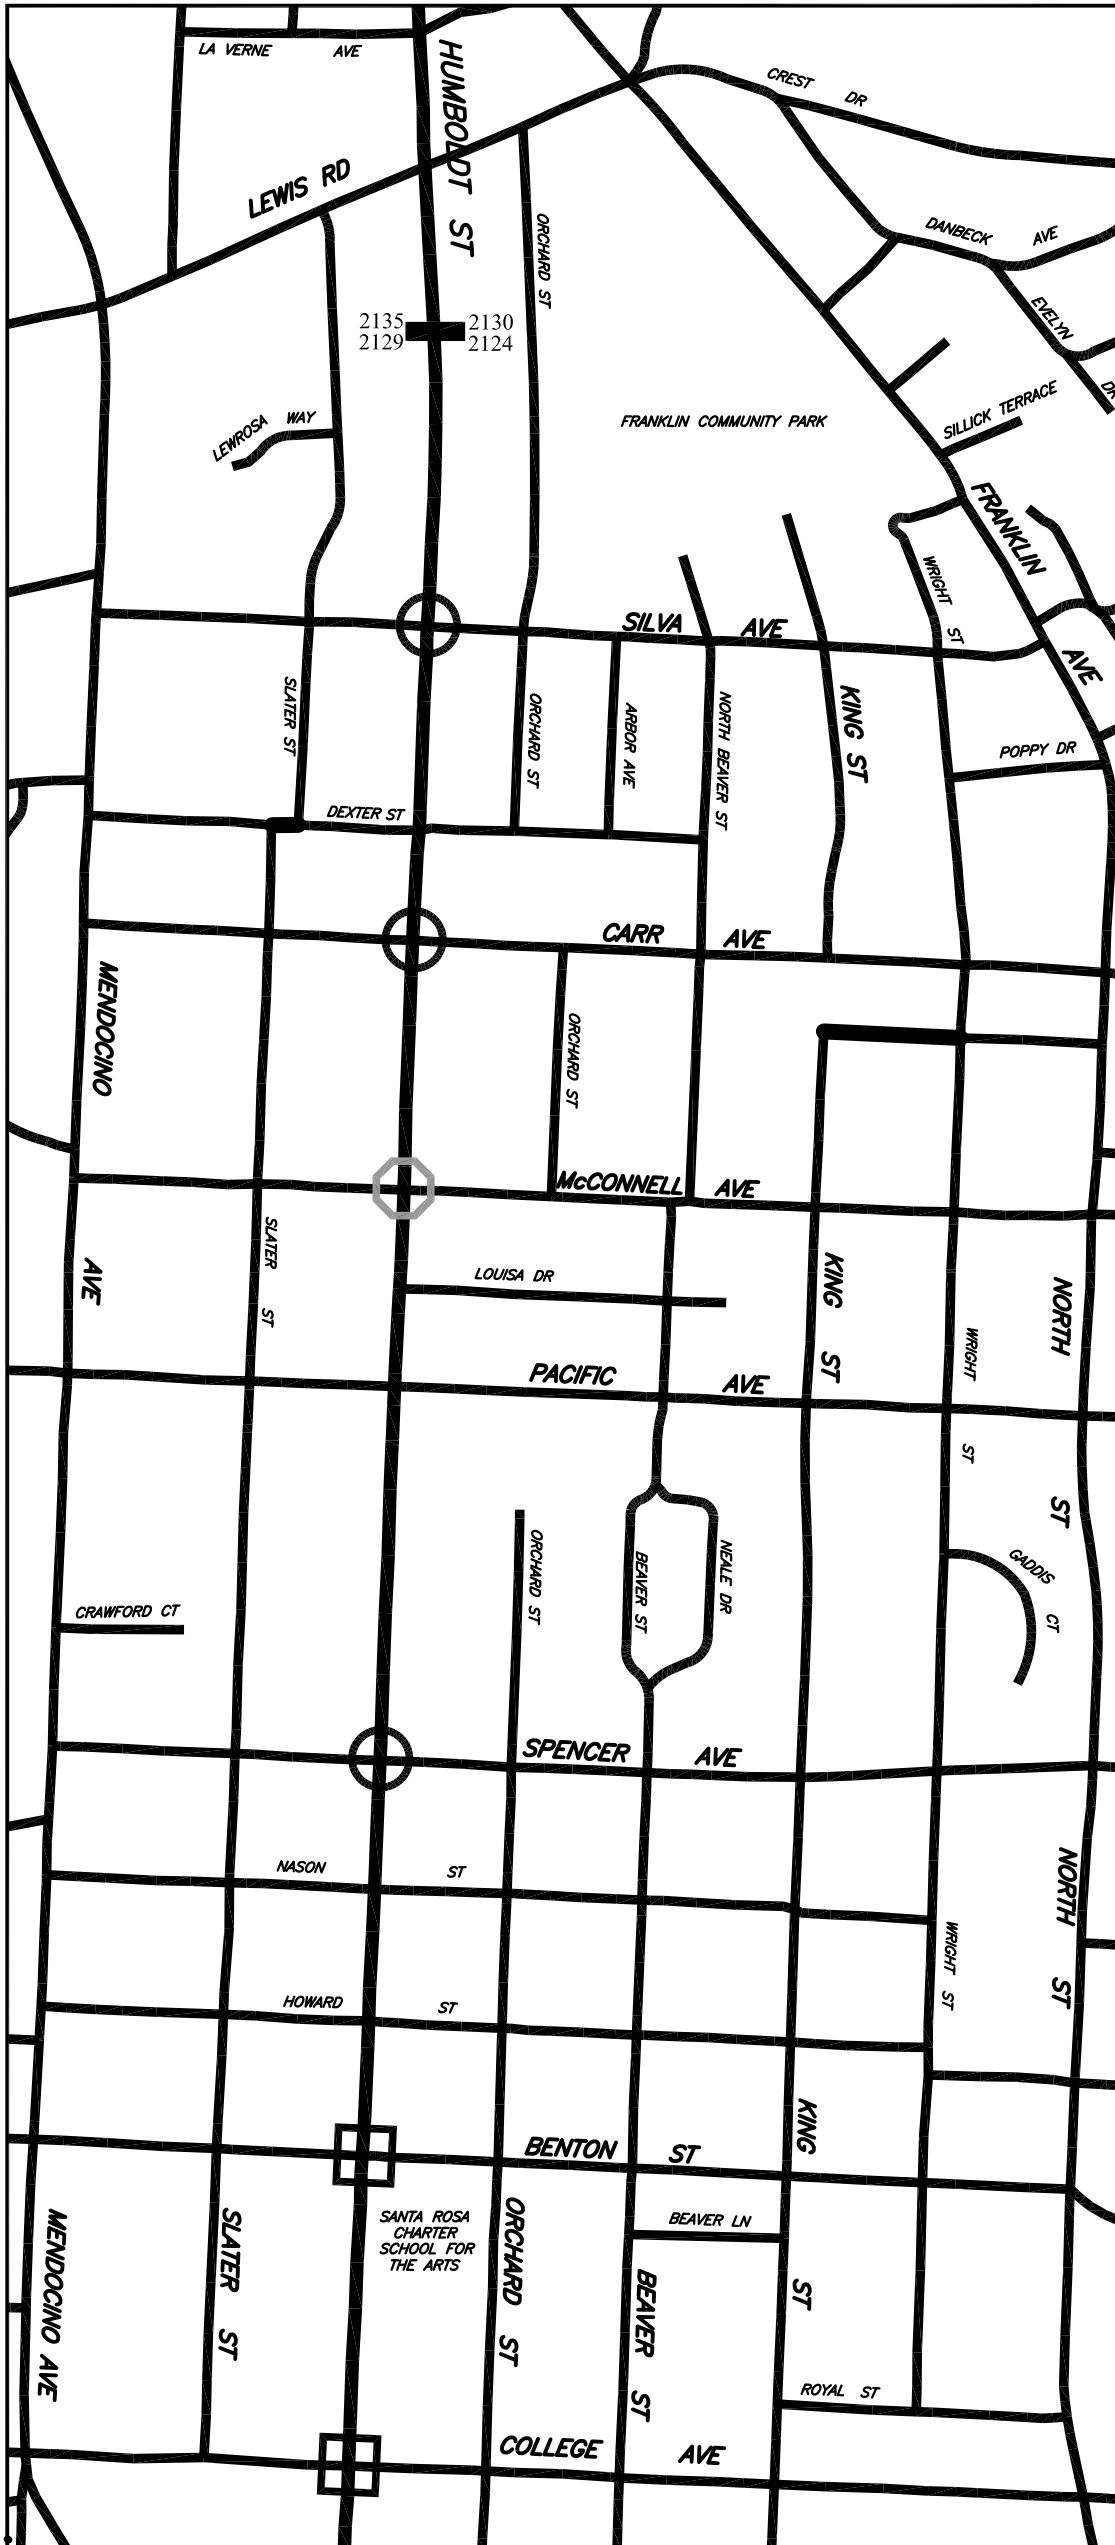 LA VERNE AVE
HUMBOLDT ST
CREST DR
LEWIS RD
ORCHARD ST
DANBECK AVE
EVELYN DR
2135 2130
2129 2124
LEWROSA WAY
FRANKLIN COMMUNITY PARK
SILLICK TERRACE
FRANKLIN AVE
WRIGHT ST
SILVA AVE
SLATER ST
ORCHARD ST
ARBOR AVE
NORTH BEAVER ST
KING ST
POPPY DR
DEXTER ST
CARR AVE
MENDOCINO AVE
ORCHARD ST
McCONNELL AVE
SLATER ST
LOUISA DR
KING ST
WRIGHT ST
NORTH ST
PACIFIC AVE
ORCHARD ST
BEAVER ST
NEALE DR
GADDIS CT
CRAWFORD CT
SPENCER AVE
NASON ST
NORTH ST
WRIGHT ST
HOWARD ST
KING ST
BENTON ST
SANTA ROSA
CHARTER
SCHOOL FOR
THE ARTS
BEAVER LN
MENDOCINO AVE
SLATER ST
ORCHARD ST
BEAVER ST
ROYAL ST
COLLEGE AVE